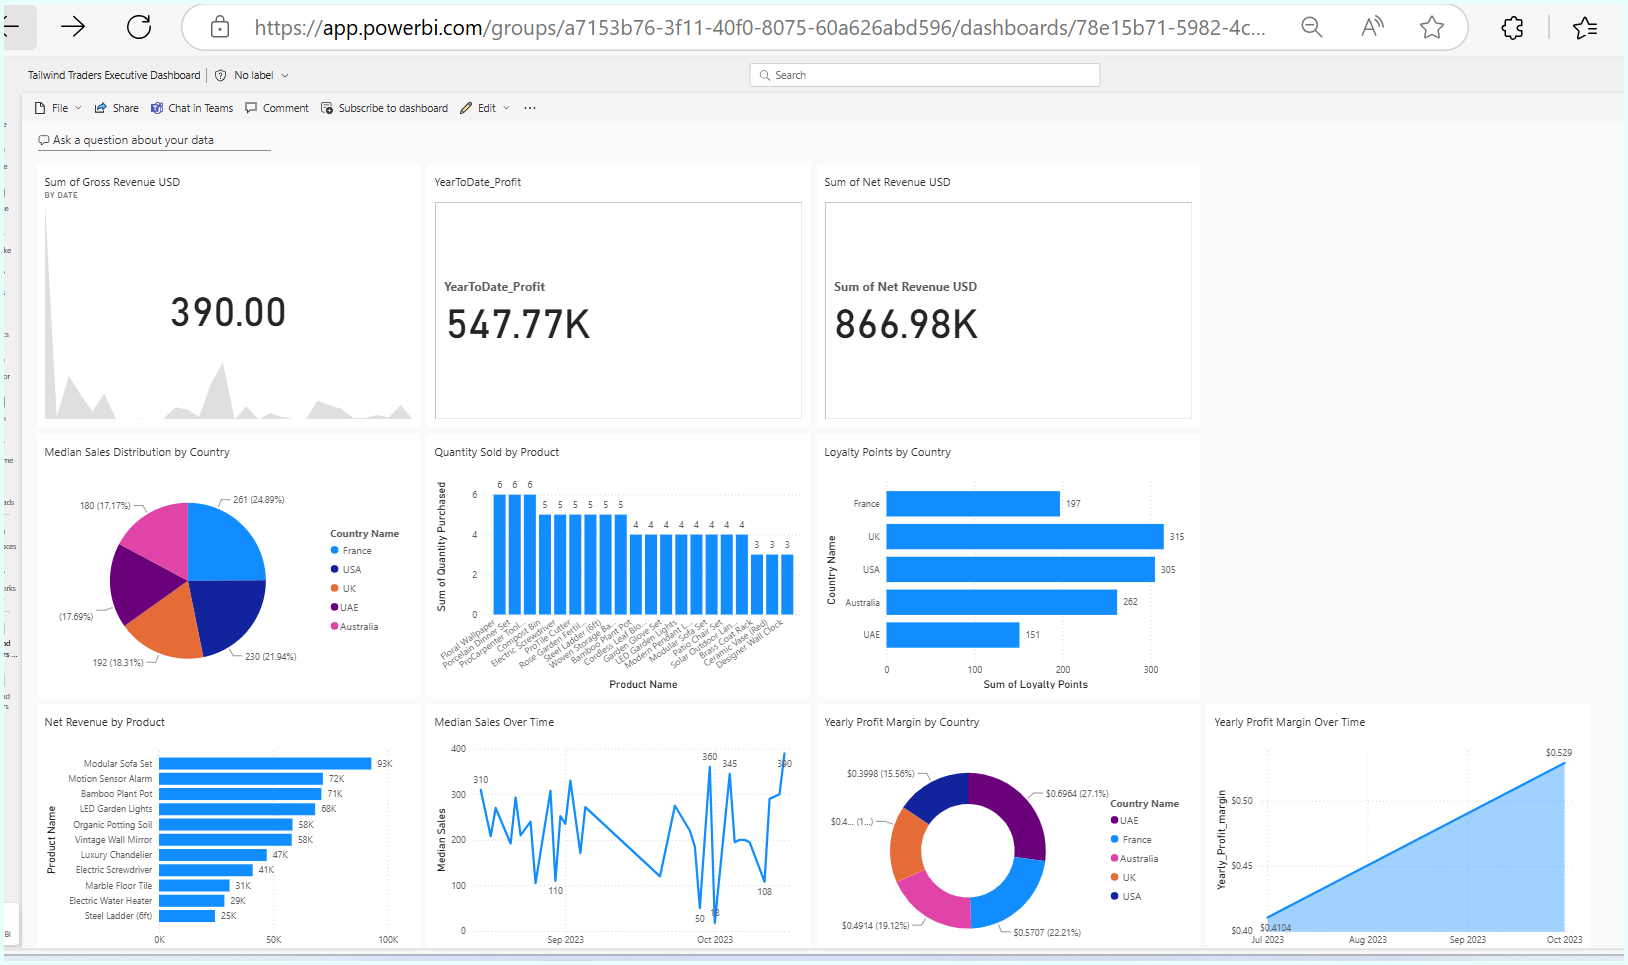 https://app.powerbi.com/groups/a7153b76-3f11-40f0-8075-60a626abd596/dashboards/78e15b71-5982-4c...
Tailwind Traders Executive Dashboard
No label
Search
File
Share
Chat in Teams
Comment
Subscribe to dashboard
Edit
...
Ask a question about your data
Sum of Gross Revenue USD
BY DATE
390.00
YearToDate_Profit
YearToDate_Profit
547.77K
Sum of Net Revenue USD
Sum of Net Revenue USD
866.98K
Median Sales Distribution by Country
180 (17.17%)
261 (24.89%)
(17.69%)
192 (18.31%)
230 (21.94%)
Country Name
France
USA
UK
UAE
Australia
Quantity Sold by Product
Sum of Quantity Purchased
6
4
2
0
6 6 6 5 5 5 5 5 5 4 4 4 4 4 4 4 4 3 3 3
Floral Wallpaper
Porcelain Dinner Set
ProCarpenter Tool...
Compost Bin
Electric Screwdriver
ProTile Cutter
Rose Garden Fertil...
Steel Ladder (6ft)
Woven Storage Ba...
Bamboo Plant Pot
Cordless Leaf Blo...
Garden Glove Set
LED Garden Lights
Modern Pendant L...
Modular Sofa Set
Patio Chair Set
Solar Outdoor Lan...
Brass Coat Rack
Ceramic Vase (Red)
Designer Wall Clock
Product Name
Loyalty Points by Country
Country Name
France 197
UK 315
USA 305
Australia 262
UAE 151
0 100 200 300
Sum of Loyalty Points
Net Revenue by Product
Product Name
Modular Sofa Set 93K
Motion Sensor Alarm 72K
Bamboo Plant Pot 71K
LED Garden Lights 68K
Organic Potting Soil 58K
Vintage Wall Mirror 58K
Luxury Chandelier 47K
Electric Screwdriver 41K
Marble Floor Tile 31K
Electric Water Heater 29K
Steel Ladder (6ft) 25K
0K 50K 100K
Median Sales Over Time
Median Sales
400
300
200
100
0
310
110
360
345
390
50
18
108
Sep 2023 Oct 2023
Yearly Profit Margin by Country
$0.3998 (15.56%)
$0.6964 (27.1%)
$0.4... (1...)
$0.4914 (19.12%)
$0.5707 (22.21%)
Country Name
UAE
France
Australia
UK
USA
Yearly Profit Margin Over Time
Yearly_Profit_margin
$0.50
$0.45
$0.40
$0.529
$0.4104
Jul 2023 Aug 2023 Sep 2023 Oct 2023